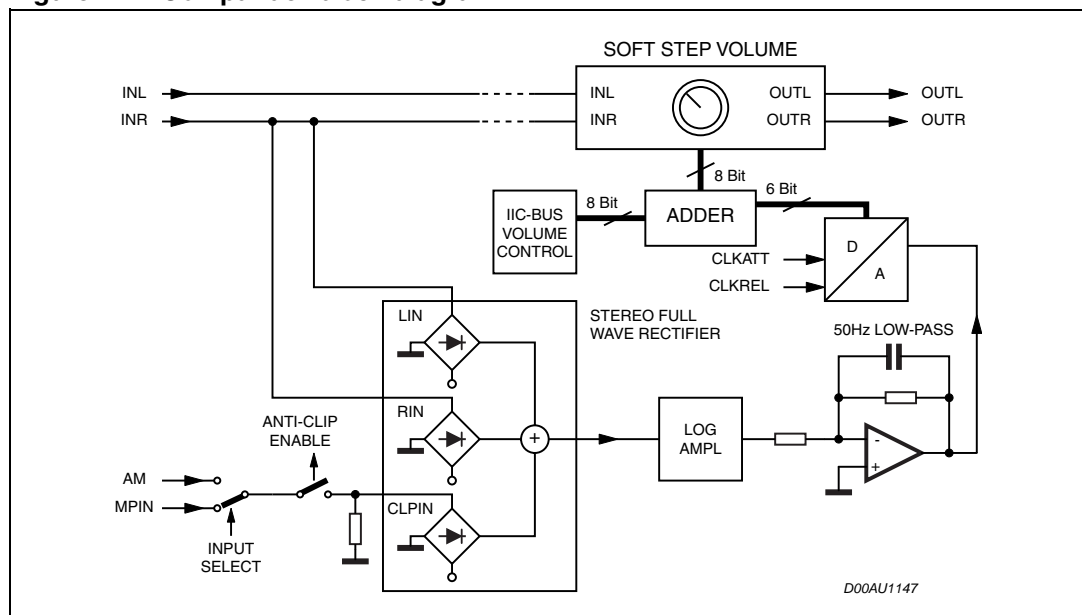 SOFT STEP VOLUME
INL
INL
OUTL
OUTL
INR
INR
OUTR
OUTR
8 Bit
8 Bit
6 Bit
IIC-BUS
VOLUME
CONTROL
ADDER
D
A
CLKATT
CLKREL
LIN
STEREO FULL
WAVE RECTIFIER
50Hz LOW-PASS
RIN
ANTI-CLIP
ENABLE
+
LOG
AMPL
-
+
AM
MPIN
CLPIN
INPUT
SELECT
D00AU1147